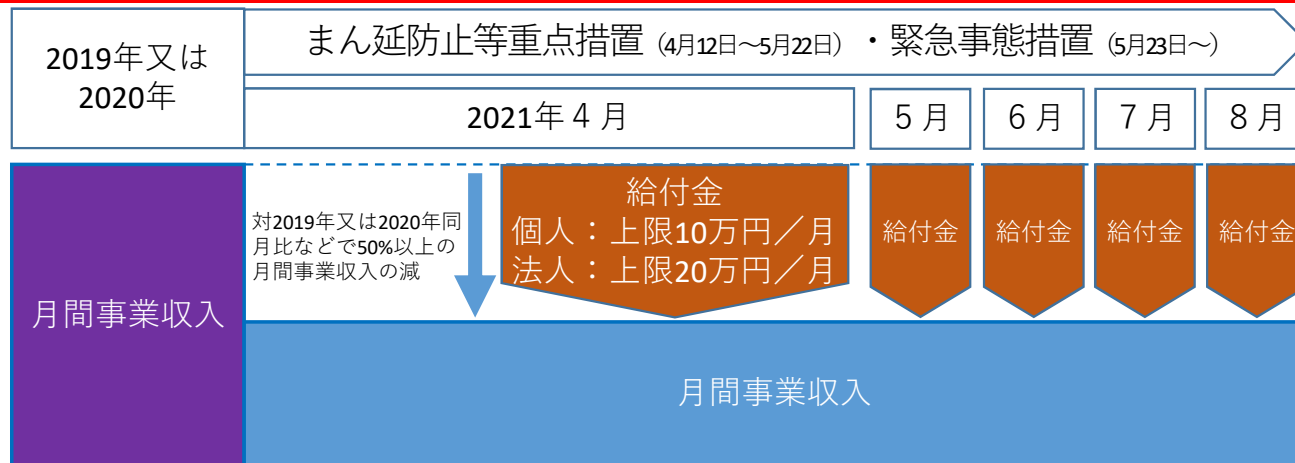 2019年又は
2020年
まん延防止等重点措置（4月12日～5月22日）・緊急事態措置（5月23日～）
2021年４月
５月
６月
７月
８月
月間事業収入
対2019年又は2020年同
月比などで50%以上の
月間事業収入の減
給付金
個人：上限10万円／月
法人：上限20万円／月
給付金
給付金
給付金
給付金
月間事業収入